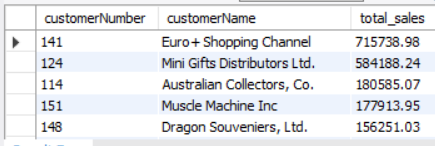 customerNumber customerName total_sales
141 Euro+ Shopping Channel 715738.98
124 Mini Gifts Distributors Ltd. 584188.24
114 Australian Collectors, Co. 180585.07
151 Muscle Machine Inc 177913.95
148 Dragon Souveniers, Ltd. 156251.03